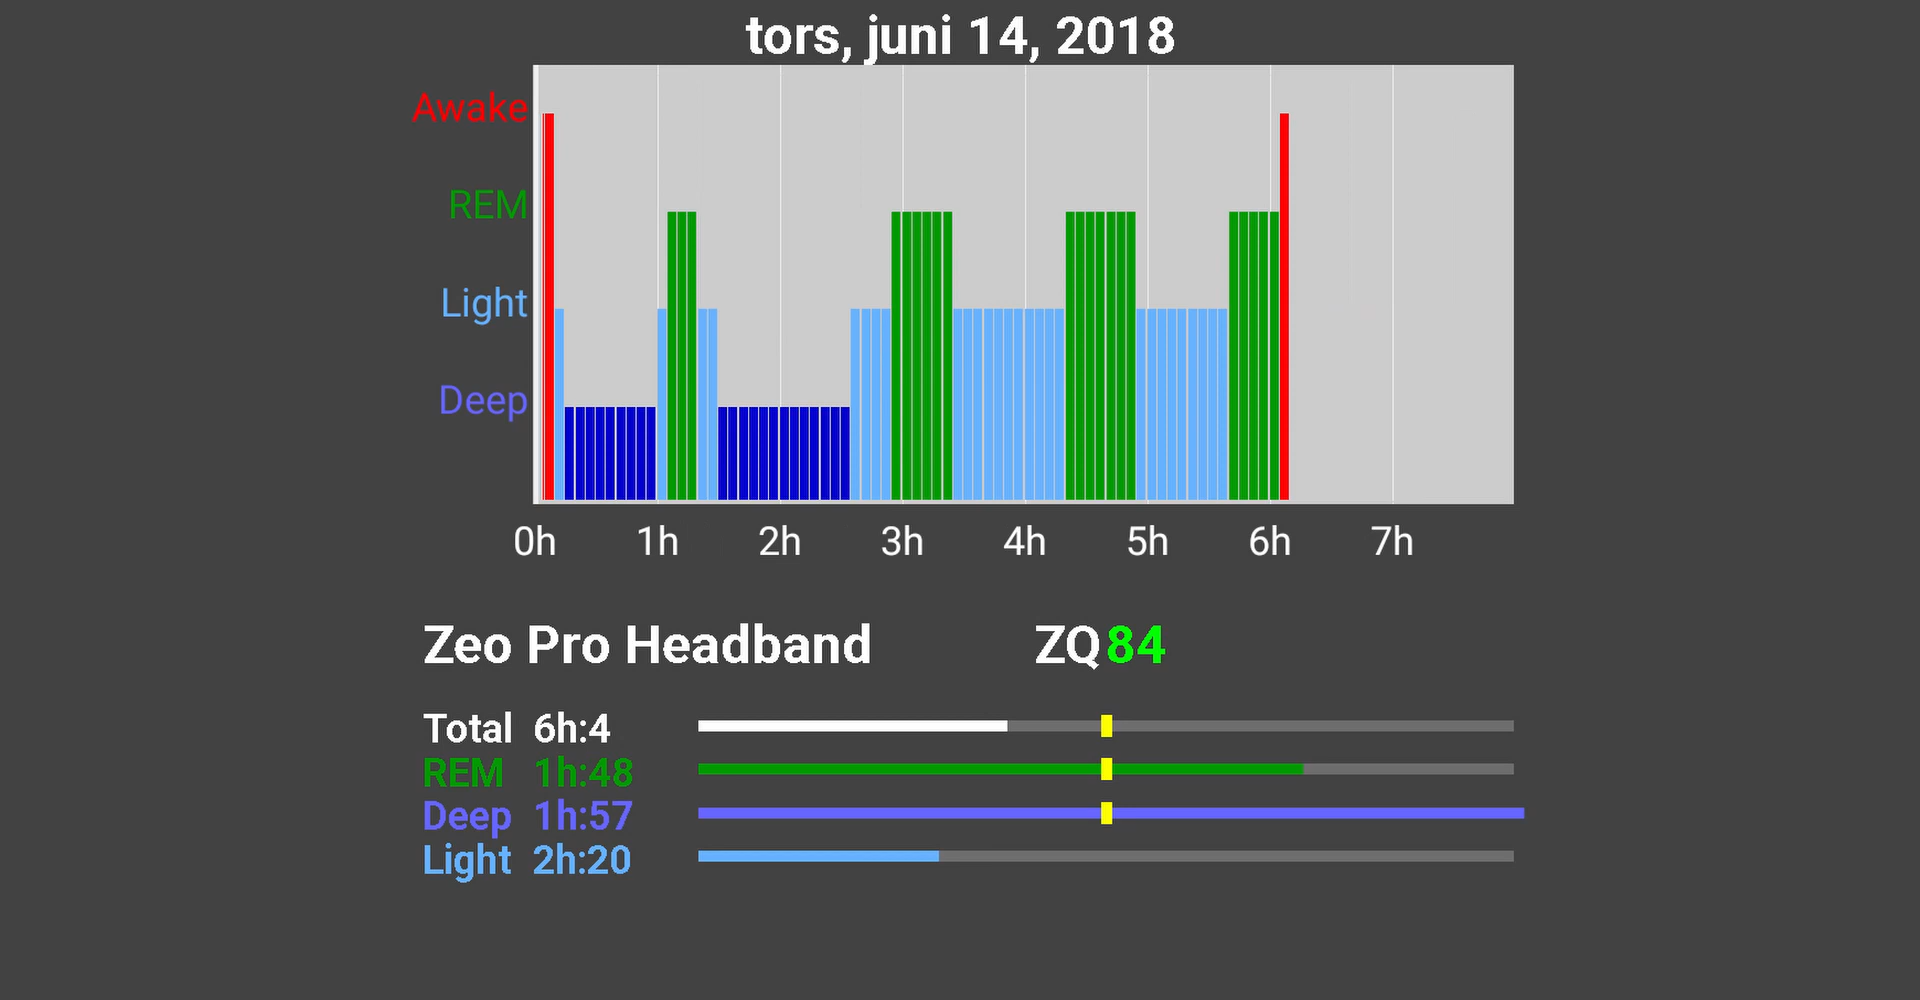 tors, juni 14, 2018
Awake
REM
Light
Deep
0h 1h 2h 3h 4h 5h 6h 7h
Zeo Pro Headband ZQ 84
Total 6h:4
REM 1h:48
Deep 1h:57
Light 2h:20